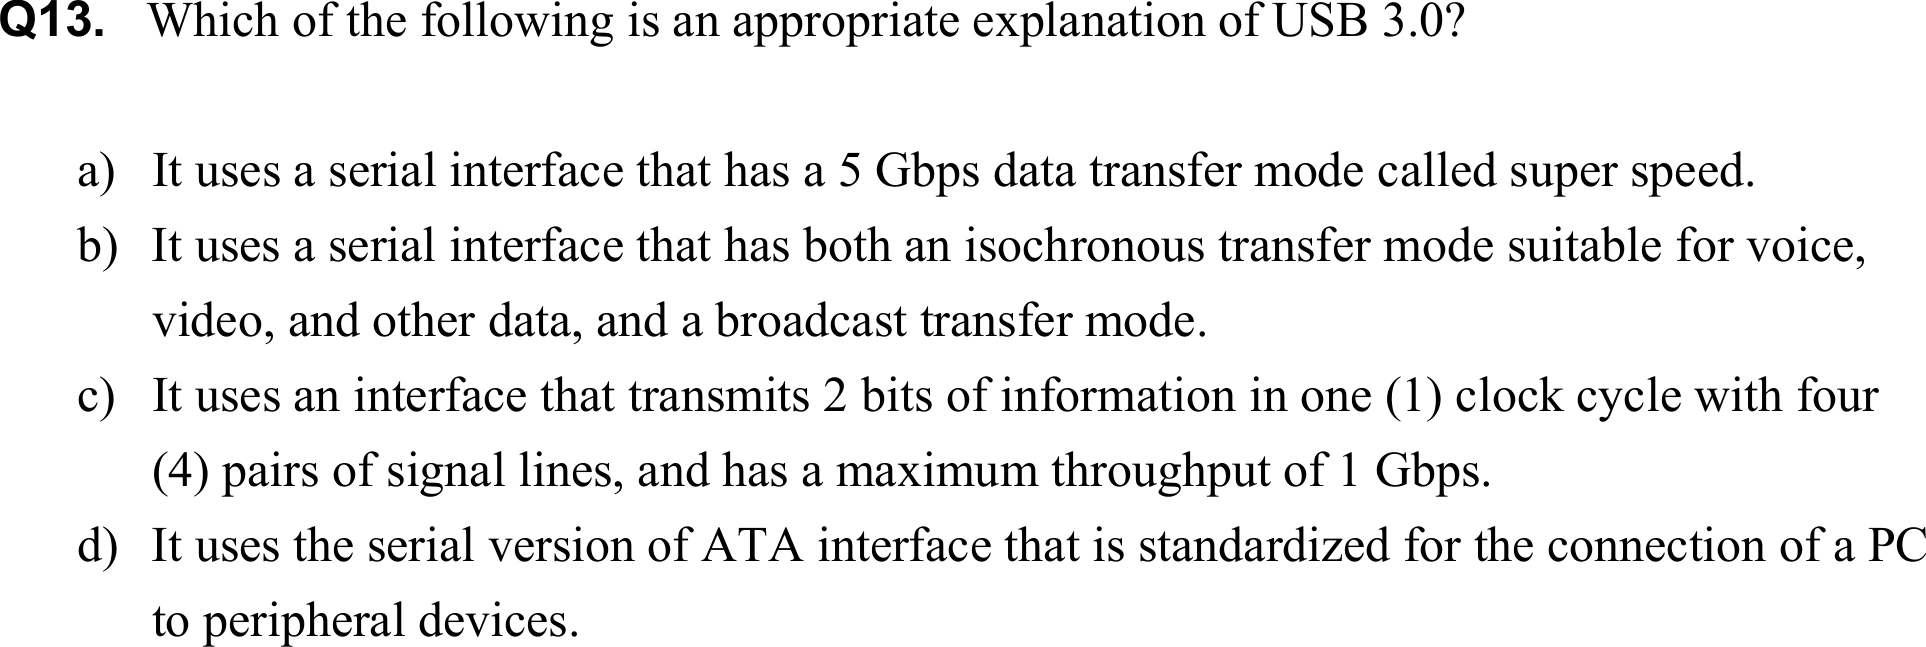 Q13. Which of the following is an appropriate explanation of USB 3.0?
a) It uses a serial interface that has a 5 Gbps data transfer mode called super speed.
b) It uses a serial interface that has both an isochronous transfer mode suitable for voice,
video, and other data, and a broadcast transfer mode.
c) It uses an interface that transmits 2 bits of information in one (1) clock cycle with four
(4) pairs of signal lines, and has a maximum throughput of 1 Gbps.
d) It uses the serial version of ATA interface that is standardized for the connection of a PC
to peripheral devices.